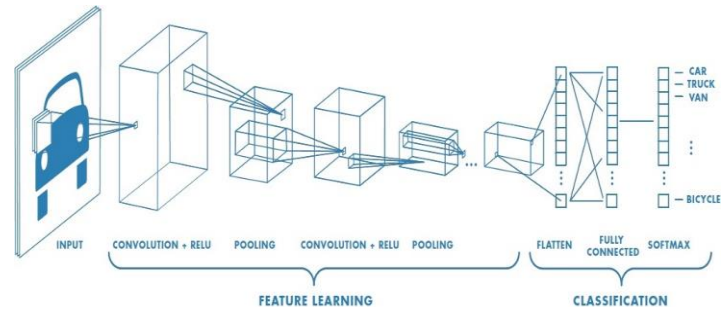 CAR
TRUCK
VAN
BICYCLE
INPUT
CONVOLUTION + RELU
POOLING
CONVOLUTION + RELU
POOLING
FLATTEN
FULLY
CONNECTED
SOFTMAX
FEATURE LEARNING
CLASSIFICATION